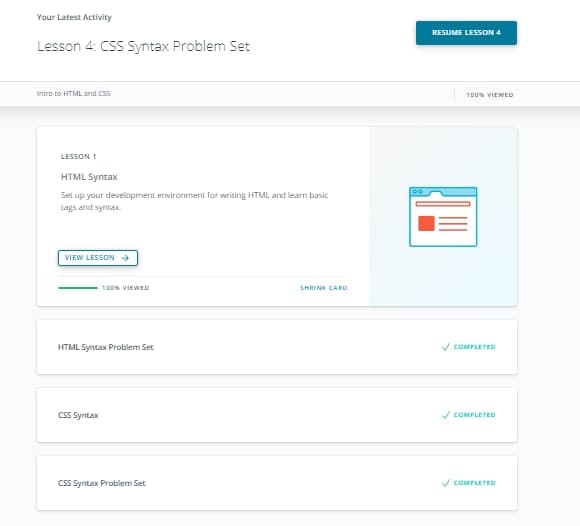 Your Latest Activity
Lesson 4: CSS Syntax Problem Set
RESUME LESSON 4
Intro to HTML and CSS
100% VIEWED
LESSON 1
HTML Syntax
Set up your development environment for writing HTML and learn basic
tags and syntax.
VIEW LESSON
100% VIEWED
SHRINK CARD
HTML Syntax Problem Set
COMPLETED
CSS Syntax
COMPLETED
CSS Syntax Problem Set
COMPLETED